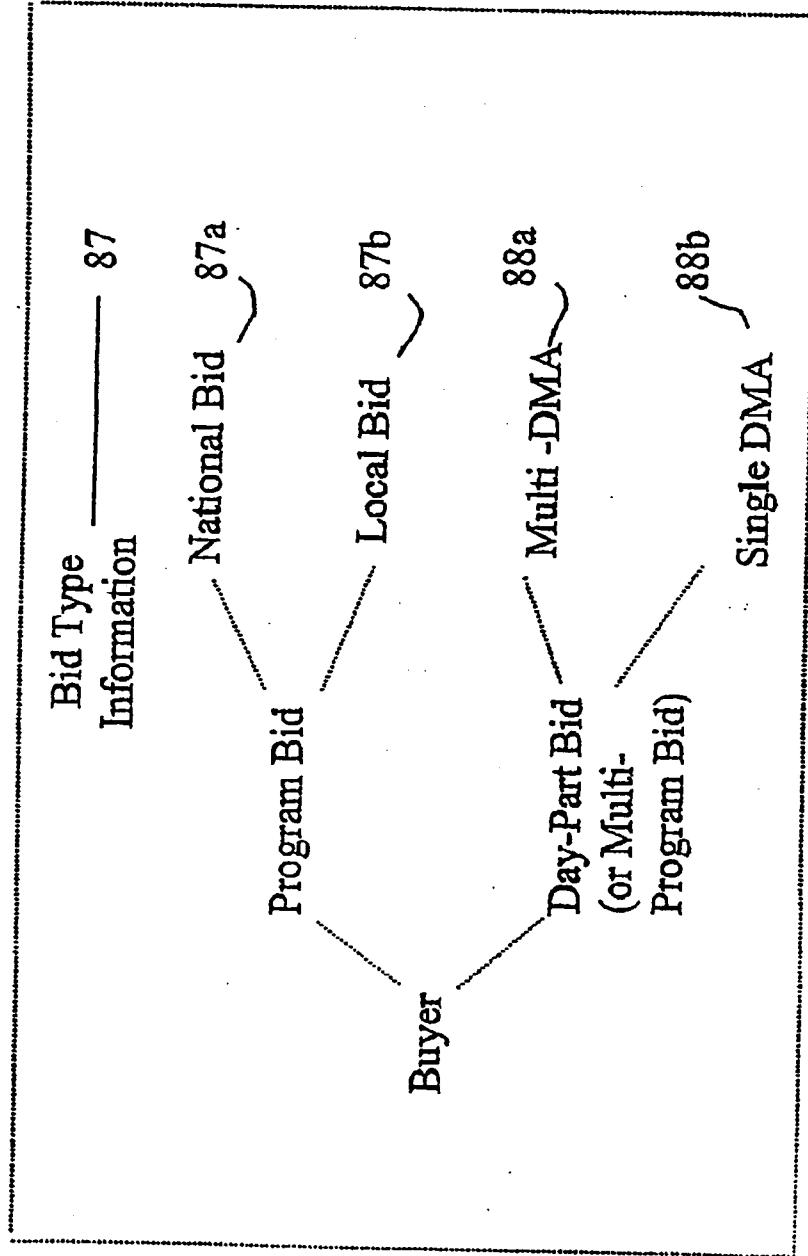 Bid Type
Information
87
National Bid
87a
Program Bid
Local Bid
87b
Buyer
Multi -DMA
88a
Day-Part Bid
(or Multi-
Program Bid)
Single DMA
88b